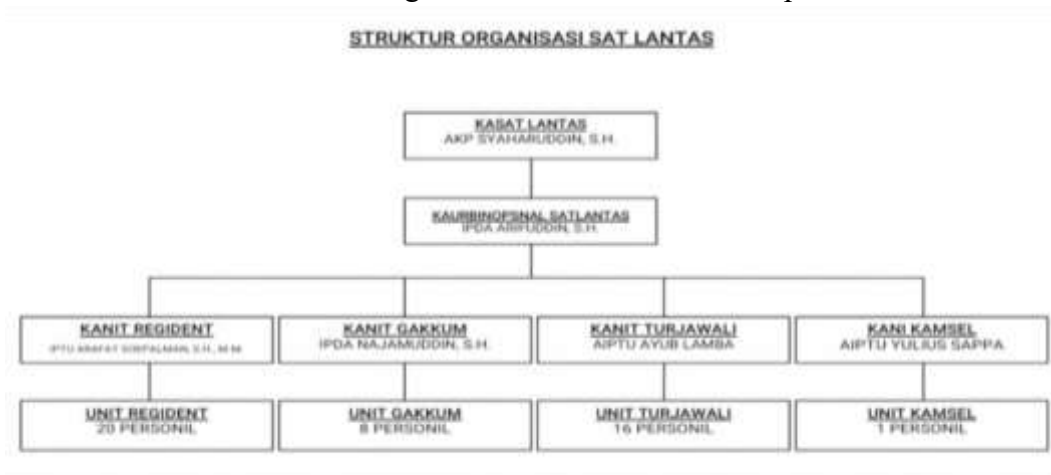 STRUKTUR ORGANISASI SAT LANTAS
KASAT LANTAS
AKP SYAHARUDDIN, S.H.
KAURBINOPSNAL SATLANTAS
IPDA ARIFUDDIN, S.H.
KANIT REGIDENT
IPTU ARAFAT S.H., M.M.
KANIT GAKKUM
IPDA NAJAMUDDIN, S.H.
KANIT TURJAWALI
AIPTU AYUB LAMBA
KANI KAMSEL
AIPTU YULIUS SAPPA
UNIT REGIDENT
20 PERSONIL
UNIT GAKKUM
8 PERSONIL
UNIT TURJAWALI
16 PERSONIL
UNIT KAMSEL
1 PERSONIL